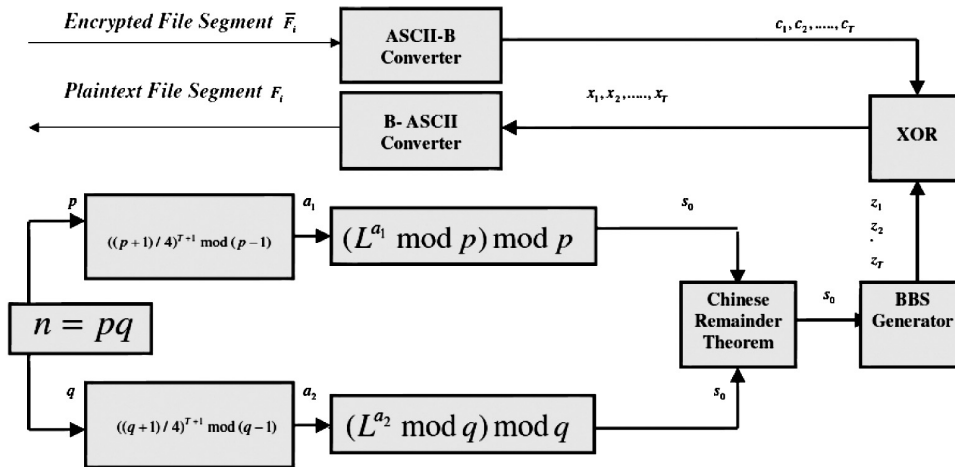 Encrypted File Segment F̅ᵢ
ASCII-B
Converter
c₁, c₂, ....., c_T
Plaintext File Segment Fᵢ
B- ASCII
Converter
x₁, x₂, ....., x_T
XOR
p
((p+1)/4)^{T+1} mod (p−1)
a₁
(L^{a₁} mod p) mod p
s₀
z₁
z₂
.
z_T
n = pq
Chinese
Remainder
Theorem
s₀
BBS
Generator
q
((q+1)/4)^{T+1} mod (q−1)
a₂
(L^{a₂} mod q) mod q
s₀